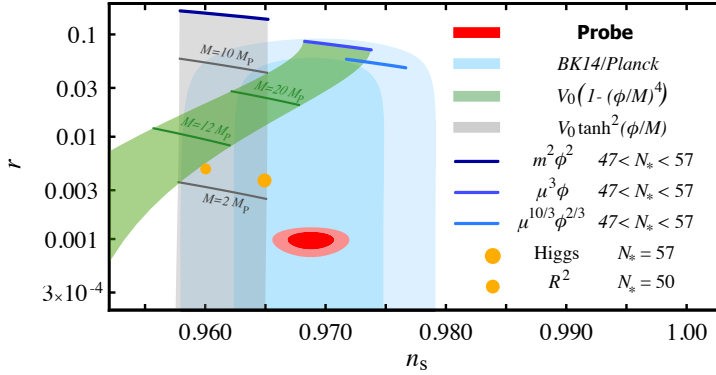 0.1
0.03
0.01
0.003
0.001
3×10⁻⁴
r
0.960
0.970
0.980
0.990
1.00
nₛ
M=10 M_P
M=20 M_P
M=12 M_P
M=2 M_P
Probe
BK14/Planck
V₀(1-(ϕ/M)⁴)
V₀ tanh²(ϕ/M)
m²ϕ² 47< N* < 57
μ³ϕ 47< N* < 57
μ^{10/3}ϕ^{2/3} 47< N* < 57
Higgs N* = 57
R² N* = 50